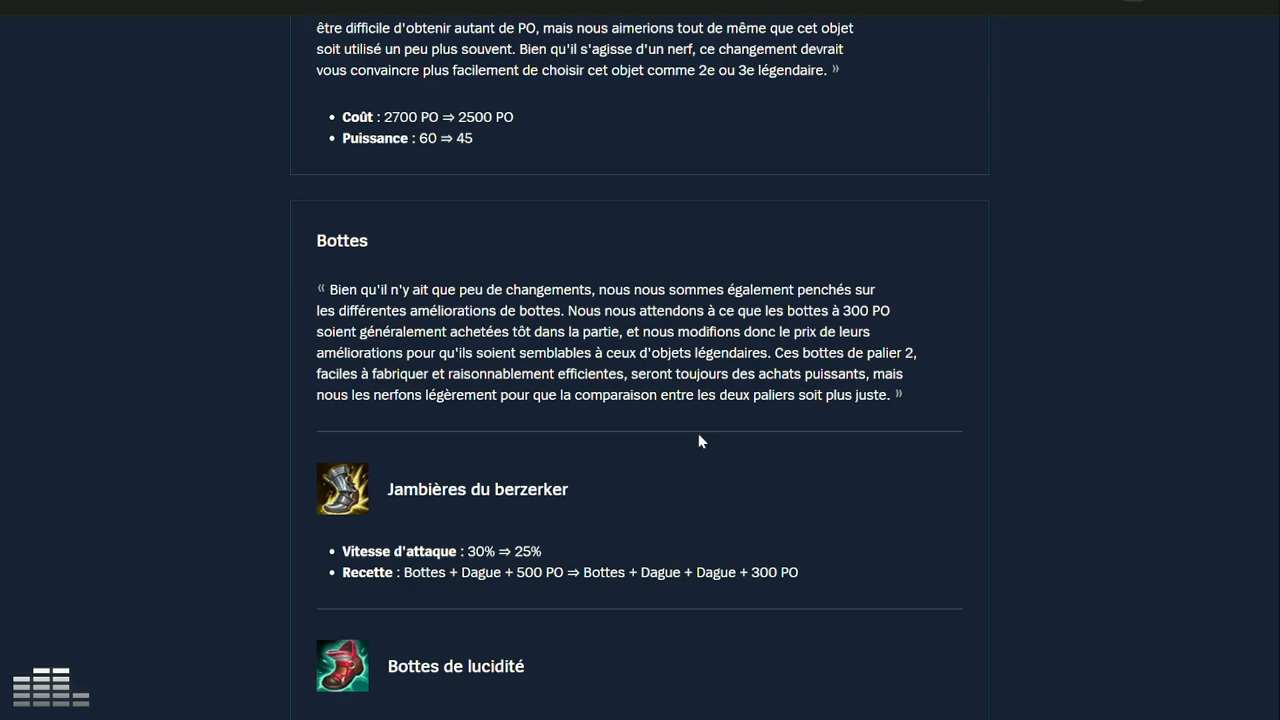 être difficile d'obtenir autant de PO, mais nous aimerions tout de même que cet objet
soit utilisé un peu plus souvent. Bien qu'il s'agisse d'un nerf, ce changement devrait
vous convaincre plus facilement de choisir cet objet comme 2e ou 3e légendaire. »
• Coût : 2700 PO ⇒ 2500 PO
• Puissance : 60 ⇒ 45
Bottes
« Bien qu'il n'y ait que peu de changements, nous nous sommes également penchés sur
les différentes améliorations de bottes. Nous nous attendons à ce que les bottes à 300 PO
soient généralement achetées tôt dans la partie, et nous modifions donc le prix de leurs
améliorations pour qu'ils soient semblables à ceux d'objets légendaires. Ces bottes de palier 2,
faciles à fabriquer et raisonnablement efficientes, seront toujours des achats puissants, mais
nous les nerfons légèrement pour que la comparaison entre les deux paliers soit plus juste. »
Jambières du berzerker
• Vitesse d'attaque : 30% ⇒ 25%
• Recette : Bottes + Dague + 500 PO ⇒ Bottes + Dague + Dague + 300 PO
Bottes de lucidité